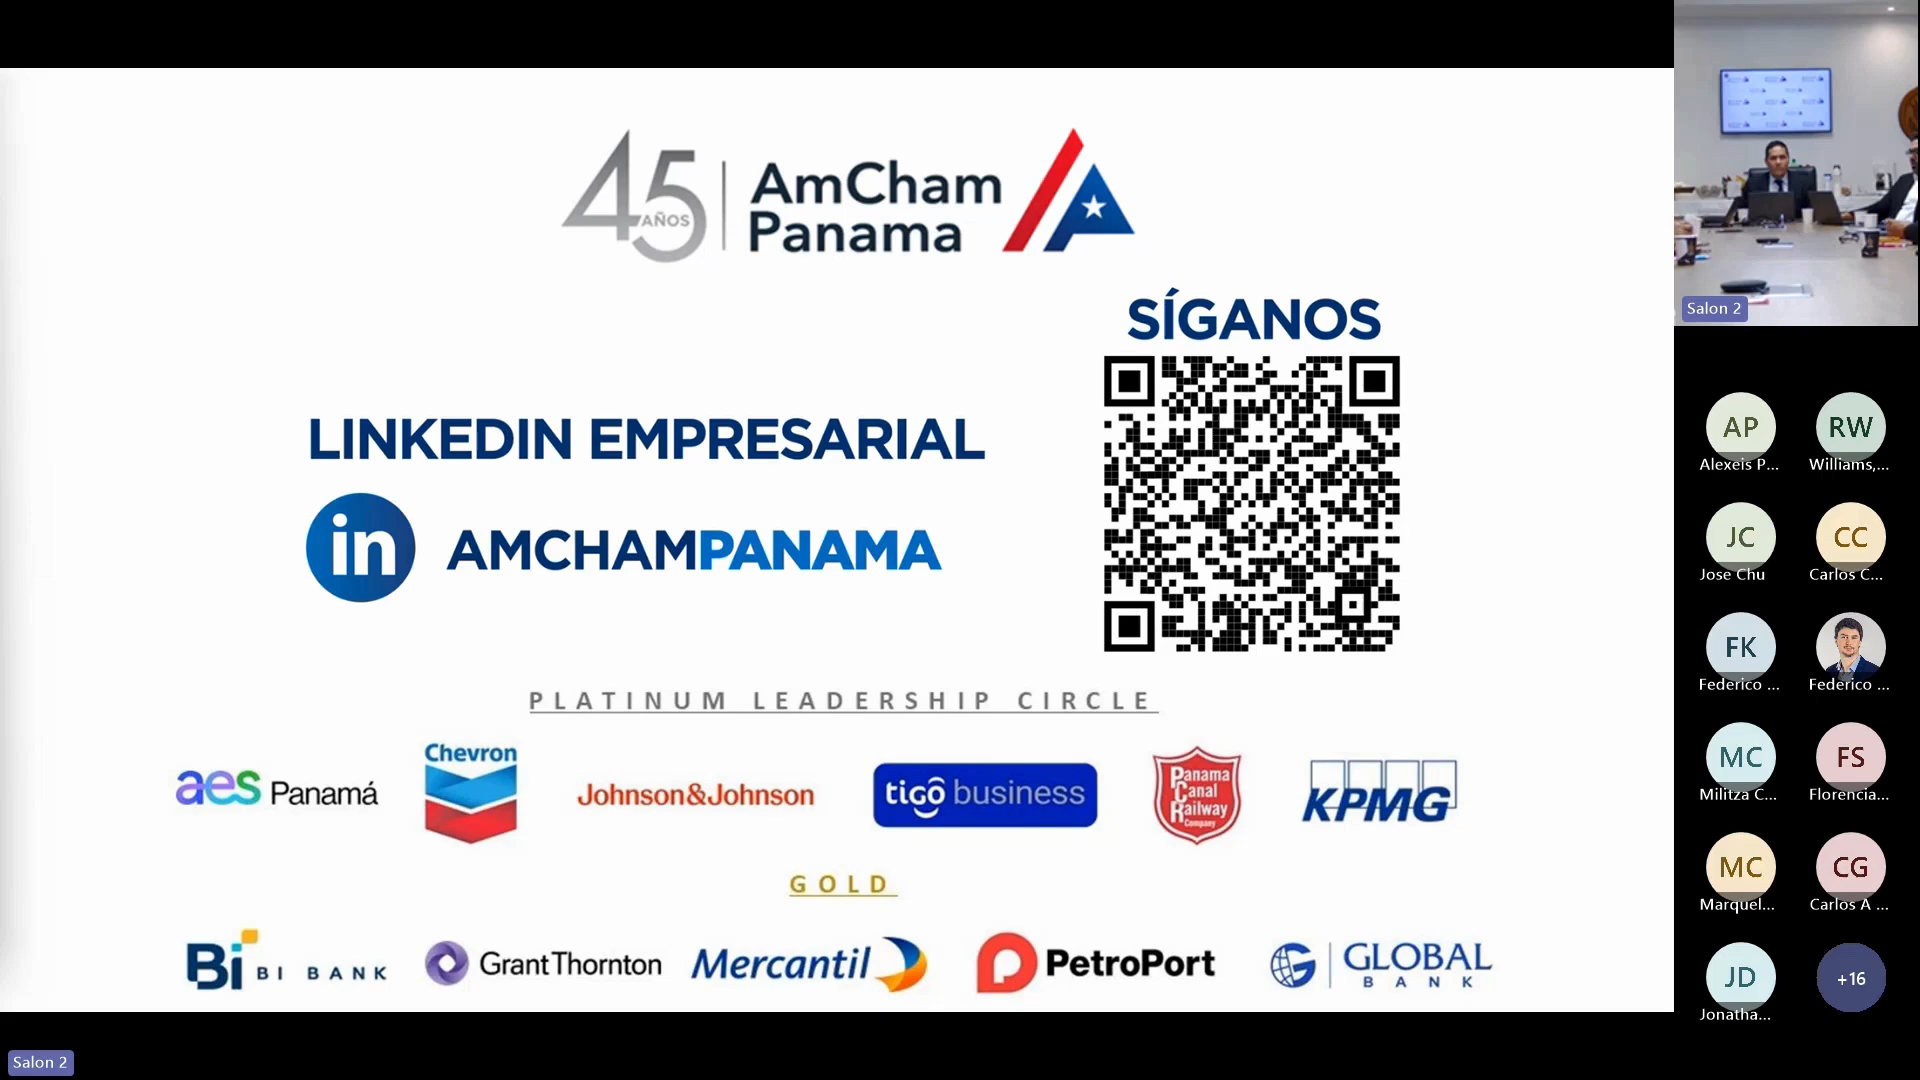 45
AÑOS
AmCham
Panama
SÍGANOS
LINKEDIN EMPRESARIAL
in
AMCHAMPANAMA
PLATINUM LEADERSHIP CIRCLE
aes Panamá
Chevron
Johnson&Johnson
tigo business
Panama
Canal
Railway
Company
KPMG
GOLD
Bi BI BANK
GrantThornton
Mercantil
PetroPort
G GLOBAL
BANK
Salon 2
AP
Alexeis P...
RW
Williams,...
JC
Jose Chu
CC
Carlos C...
FK
Federico ...
Federico ...
MC
Militza C...
FS
Florencia...
MC
Marquel...
CG
Carlos A ...
JD
Jonatha...
+16
Salon 2